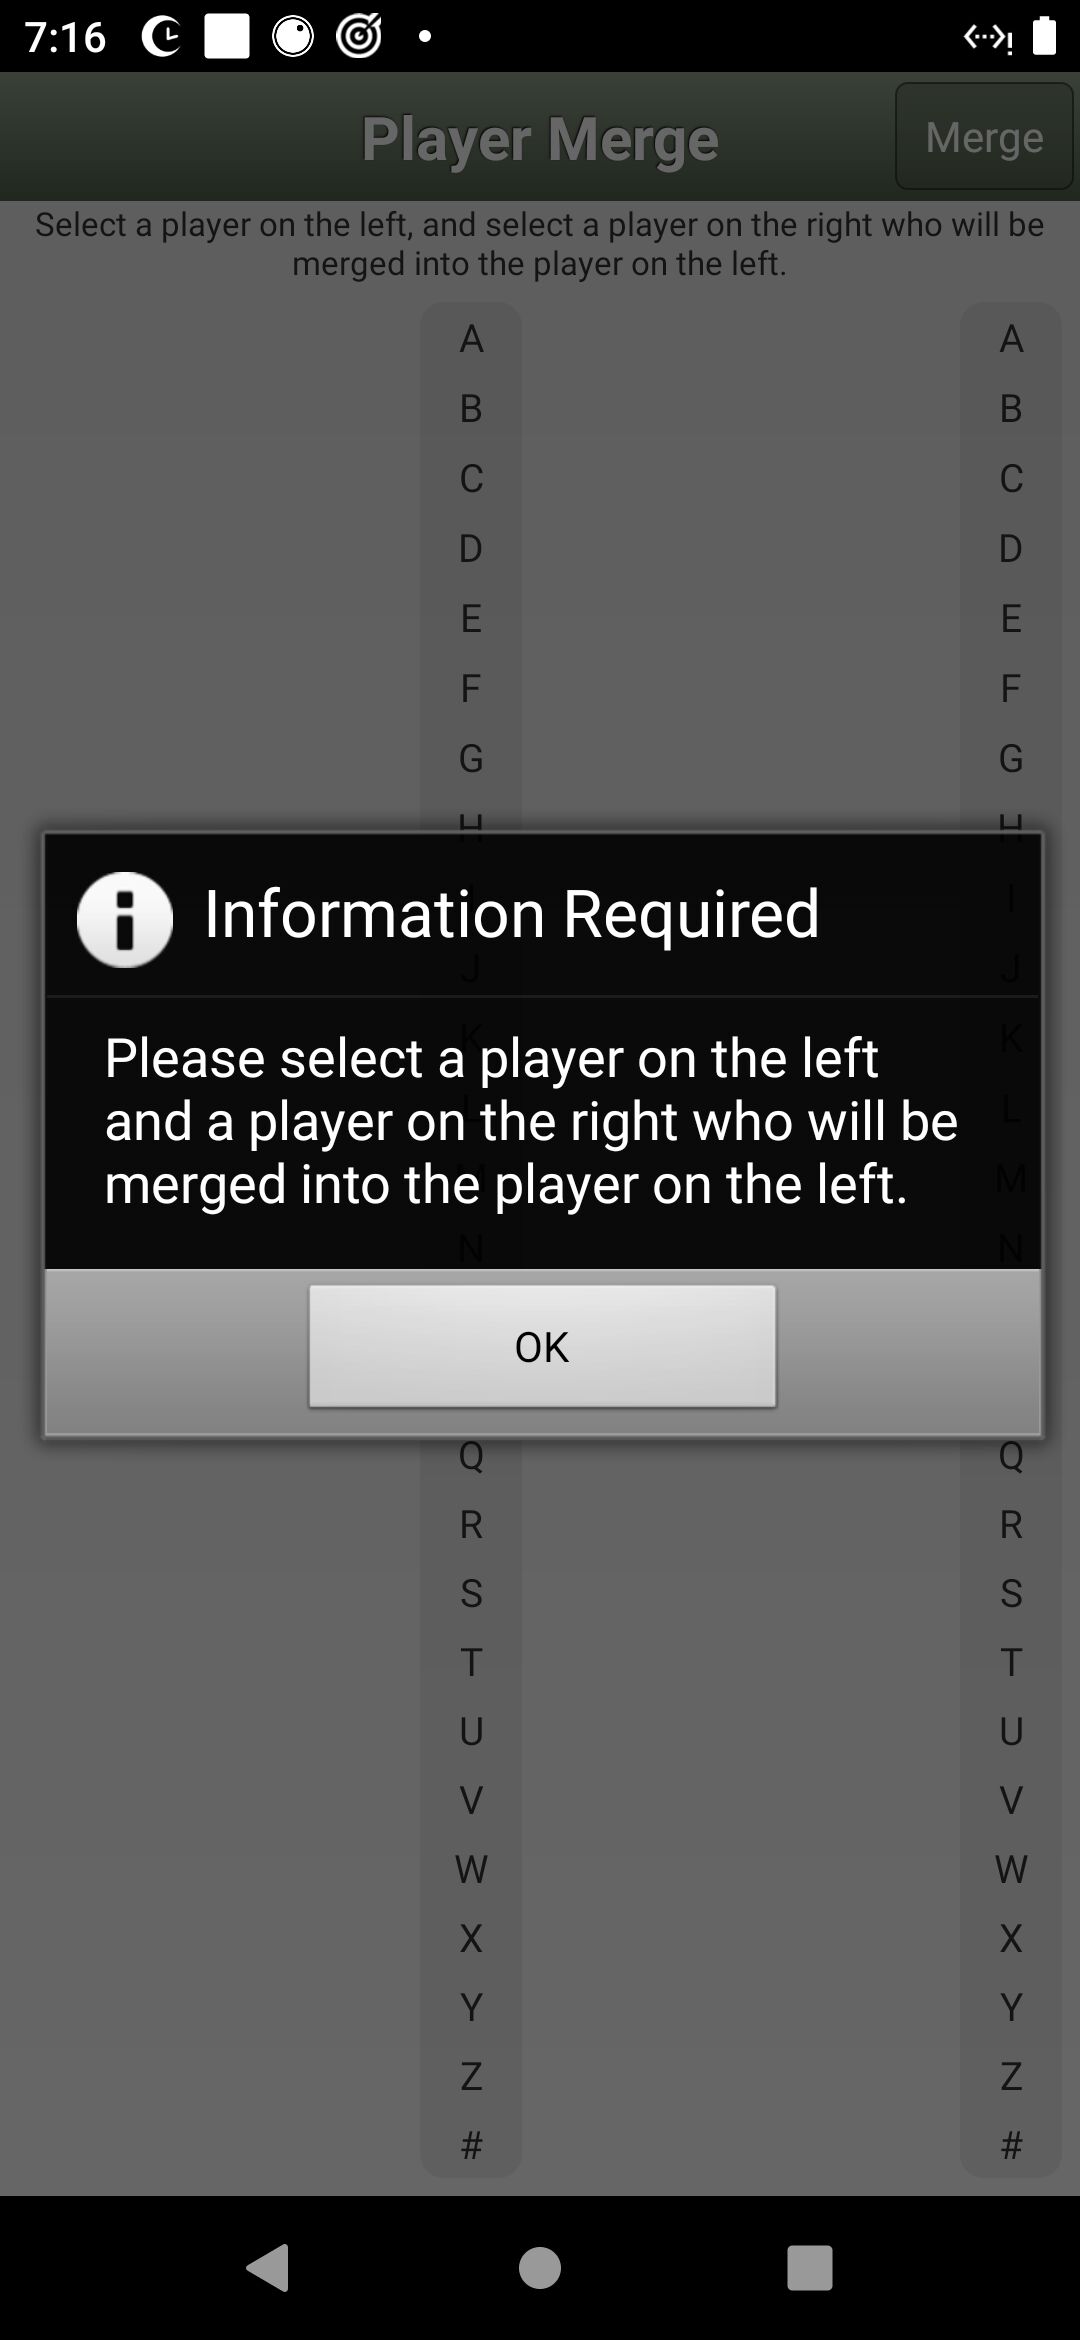 7:16
Player Merge
Merge
Select a player on the left, and select a player on the right who will be
merged into the player on the left.
A A
B B
C C
D D
E E
F F
G G
H H
Information Required
I
J J
K K
Please select a player on the left
L L
and a player on the right who will be
M M
merged into the player on the left.
N N
OK
Q Q
R R
S S
T T
U U
V V
W W
X X
Y Y
Z Z
# #